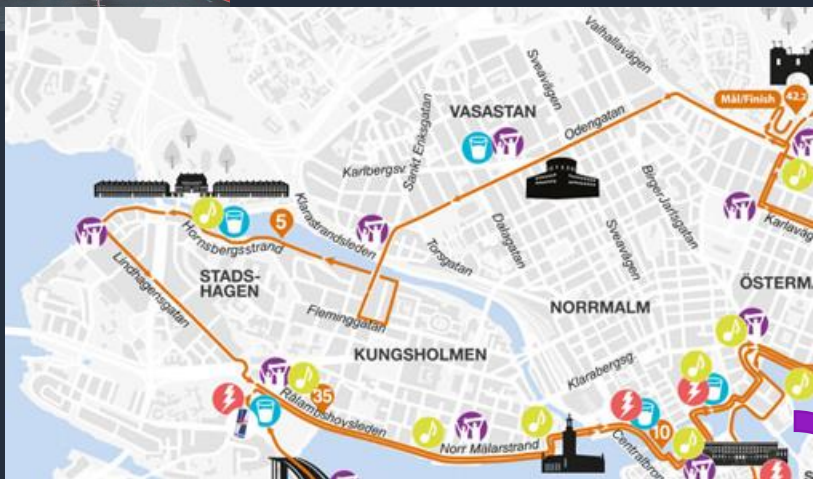 Valhallavägen
Sveavägen
VASASTAN
Mål/Finish
42.2
Odengatan
Sankt Eriksgatan
Karlbergsv.
Birger Jarlsgatan
Karlaväg
5
Klarastrandsleden
Hornsbergsstrand
Torsgatan
Dalagatan
Sveavägen
STADS-
HAGEN
Lindhagensgatan
ÖSTERMA
NORRMALM
Fleminggatan
KUNGSHOLMEN
Klarabergsg.
35
Rålambshovsleden
10
Norr Mälarstrand
Centralbron
S